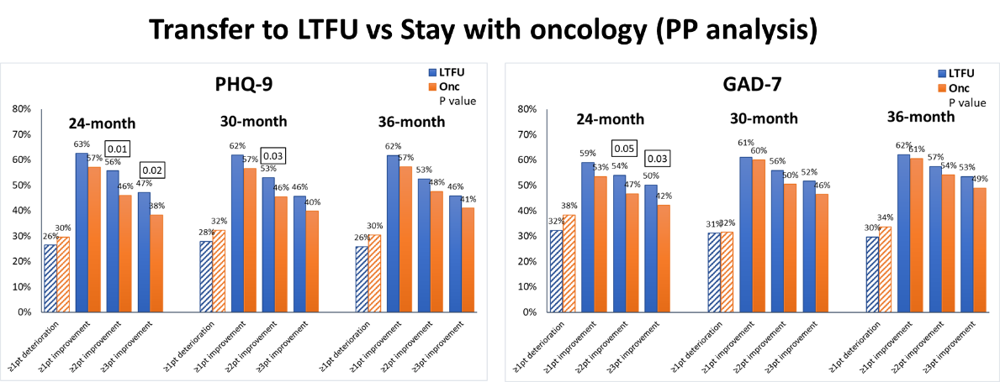 Transfer to LTFU vs Stay with oncology (PP analysis)
PHQ-9
LTFU
Onc
P value
80%
70%
60%
50%
40%
30%
20%
10%
0%
24-month
30-month
36-month
26%
30%
63%
57%
56%
46%
47%
38%
0.01
0.02
28%
32%
62%
57%
53%
46%
46%
40%
0.03
26%
30%
62%
57%
53%
48%
46%
41%
≥1pt deterioration
≥1pt improvement
≥2pt improvement
≥3pt improvement
≥1pt deterioration
≥1pt improvement
≥2pt improvement
≥3pt improvement
≥1pt deterioration
≥1pt improvement
≥2pt improvement
≥3pt improvement
GAD-7
LTFU
Onc
P value
80%
70%
60%
50%
40%
30%
20%
10%
0%
24-month
30-month
36-month
32%
38%
59%
53%
54%
47%
50%
42%
0.05
0.03
31%
32%
61%
60%
56%
50%
52%
46%
30%
34%
62%
61%
57%
54%
53%
49%
≥1pt deterioration
≥1pt improvement
≥2pt improvement
≥3pt improvement
≥1pt deterioration
≥1pt improvement
≥2pt improvement
≥3pt improvement
≥1pt deterioration
≥1pt improvement
≥2pt improvement
≥3pt improvement